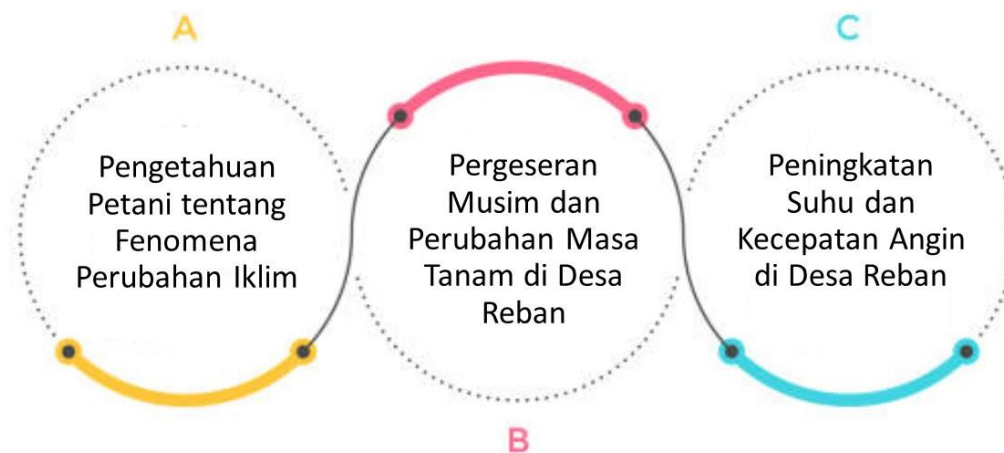 A
Pengetahuan
Petani tentang
Fenomena
Perubahan Iklim
Pergeseran
Musim dan
Perubahan Masa
Tanam di Desa
Reban
B
C
Peningkatan
Suhu dan
Kecepatan Angin
di Desa Reban